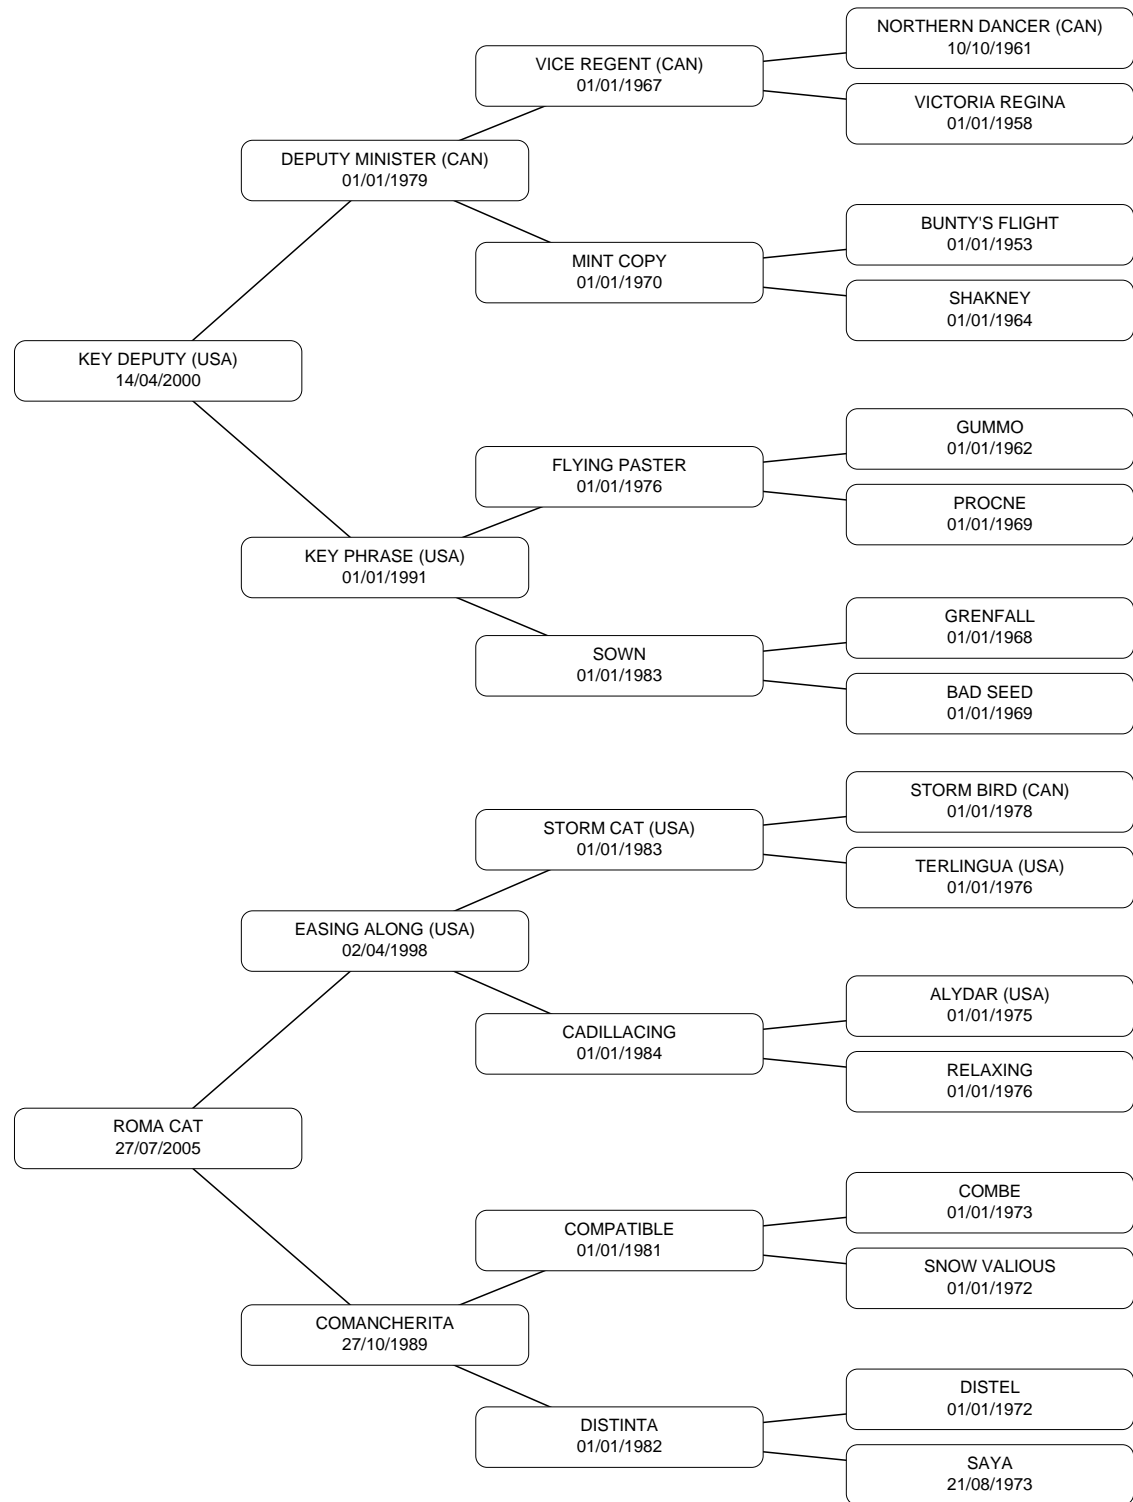 NORTHERN DANCER (CAN)
10/10/1961
VICE REGENT (CAN)
01/01/1967
VICTORIA REGINA
01/01/1958
DEPUTY MINISTER (CAN)
01/01/1979
BUNTY'S FLIGHT
01/01/1953
MINT COPY
01/01/1970
SHAKNEY
01/01/1964
KEY DEPUTY (USA)
14/04/2000
GUMMO
01/01/1962
FLYING PASTER
01/01/1976
PROCNE
01/01/1969
KEY PHRASE (USA)
01/01/1991
GRENFALL
01/01/1968
SOWN
01/01/1983
BAD SEED
01/01/1969
STORM BIRD (CAN)
01/01/1978
STORM CAT (USA)
01/01/1983
TERLINGUA (USA)
01/01/1976
EASING ALONG (USA)
02/04/1998
ALYDAR (USA)
01/01/1975
CADILLACING
01/01/1984
RELAXING
01/01/1976
ROMA CAT
27/07/2005
COMBE
01/01/1973
COMPATIBLE
01/01/1981
SNOW VALIOUS
01/01/1972
COMANCHERITA
27/10/1989
DISTEL
01/01/1972
DISTINTA
01/01/1982
SAYA
21/08/1973